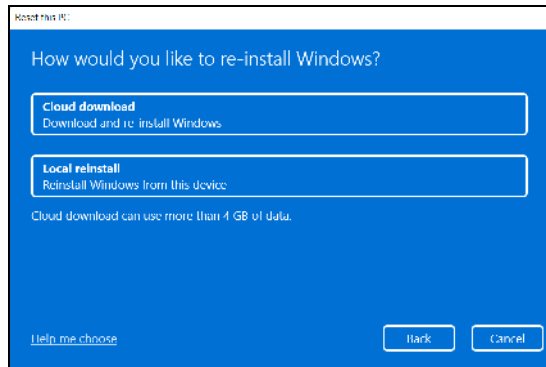 Reset this PC
How would you like to re-install Windows?
Cloud download
Download and re-install Windows
Local reinstall
Reinstall Windows from this device
Cloud download can use more than 4 GB of data.
Help me choose
Back
Cancel